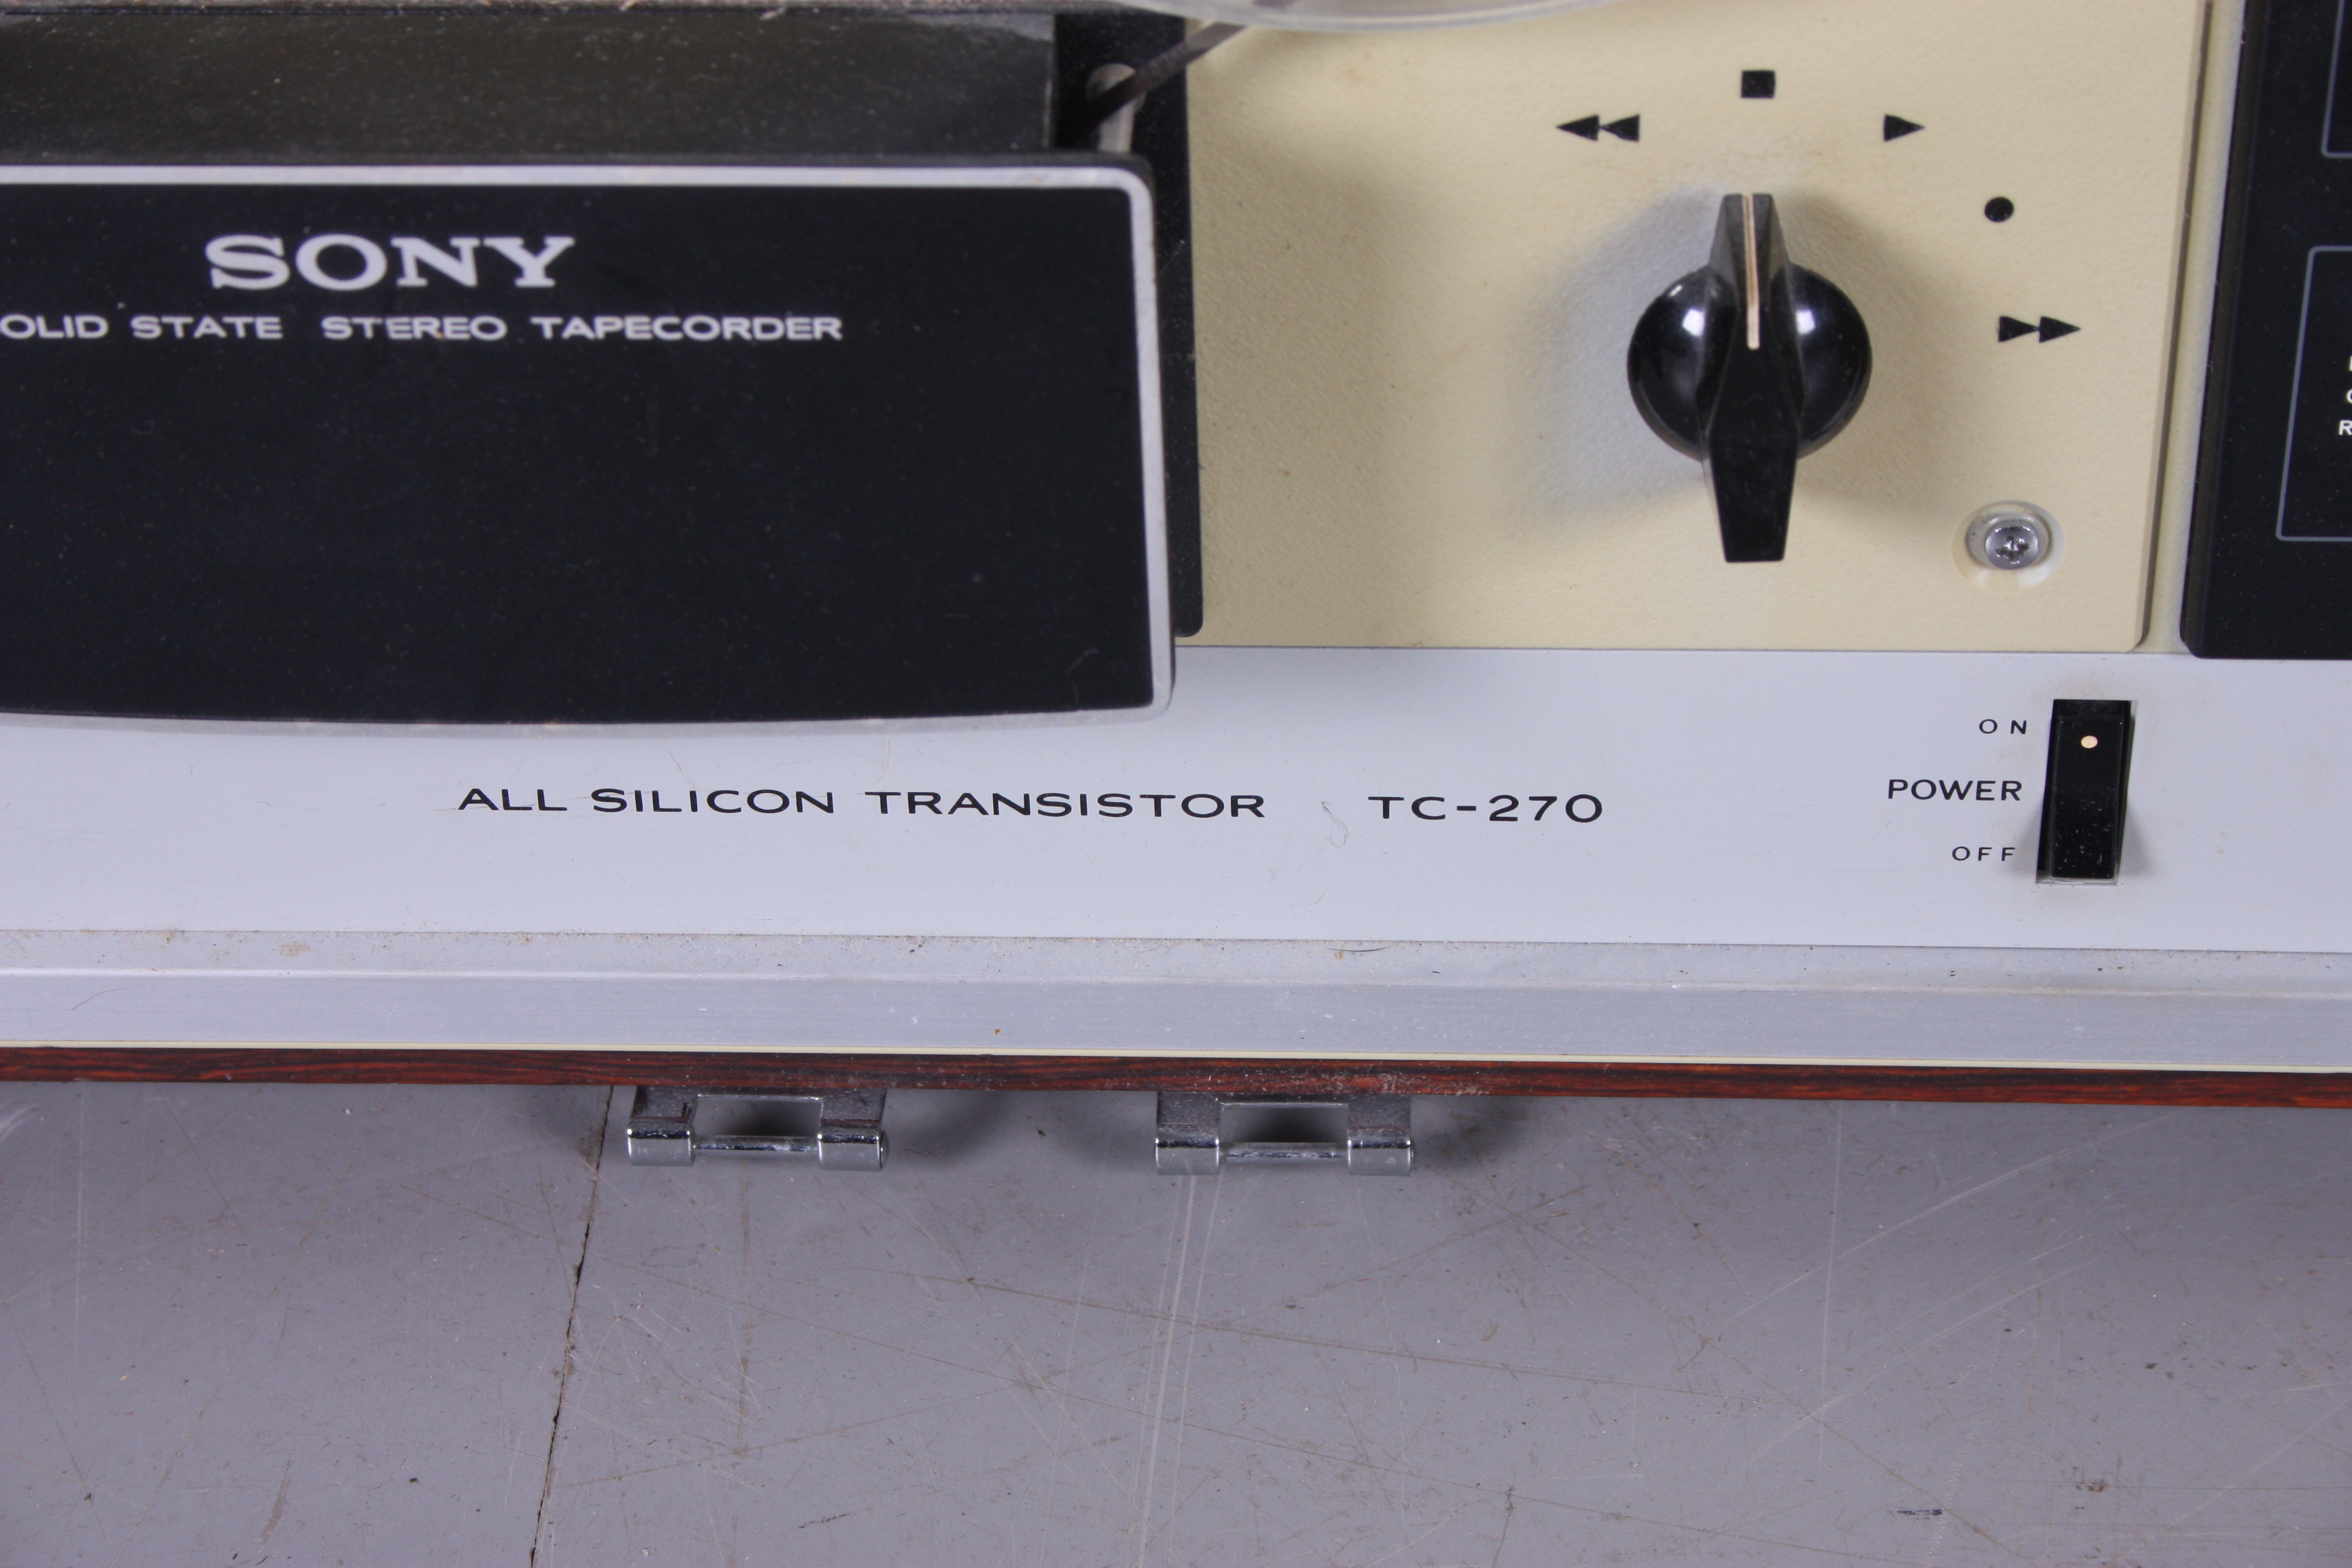 SONY
OLID STATE STEREO TAPECORDER
ON
POWER
OFF
ALL SILICON TRANSISTOR TC-270